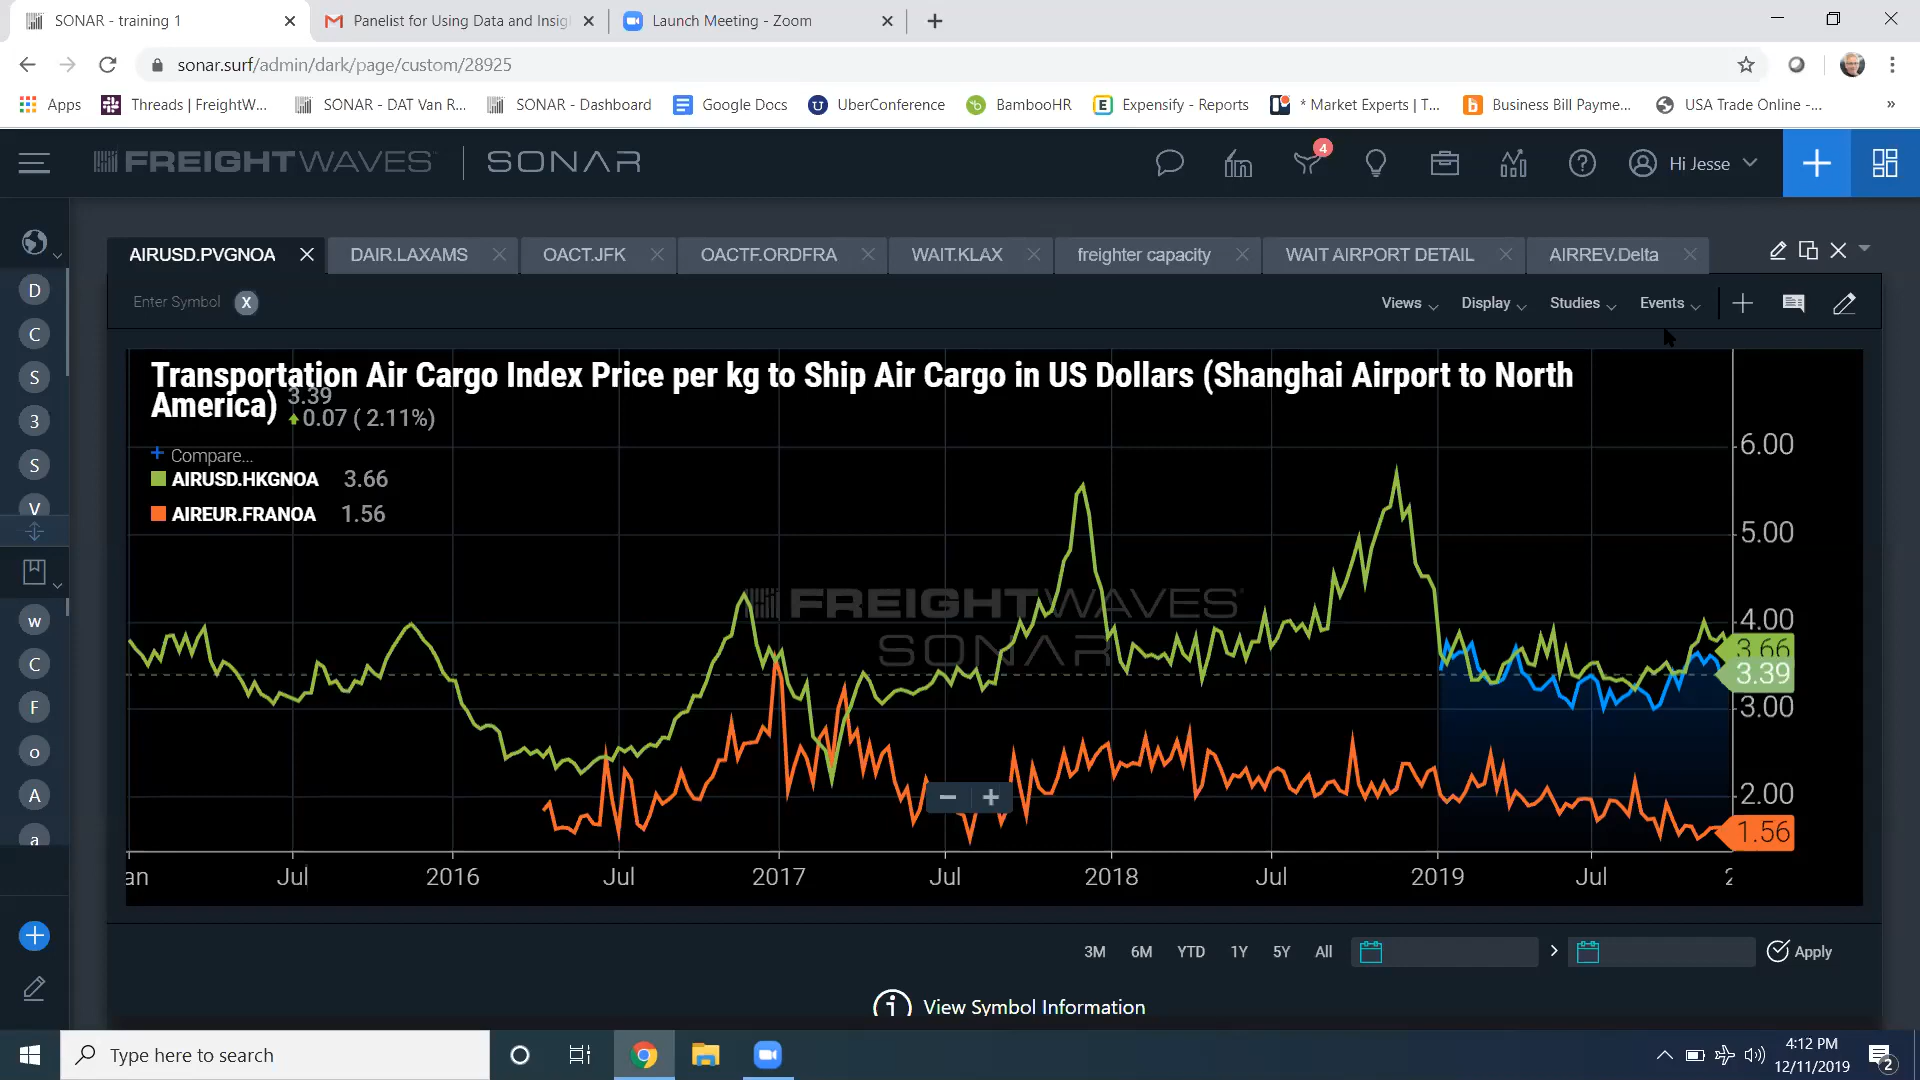 SONAR - training 1
Panelist for Using Data and Insig
Launch Meeting - Zoom
sonar.surf/admin/dark/page/custom/28925
Apps
Threads | FreightW...
SONAR - DAT Van R...
SONAR - Dashboard
Google Docs
UberConference
BambooHR
Expensify - Reports
* Market Experts | T...
Business Bill Payme...
USA Trade Online -...
»
FREIGHTWAVES | SONAR
4
Hi Jesse
AIRUSD.PVGNOA
DAIR.LAXAMS
OACT.JFK
OACTF.ORDFRA
WAIT.KLAX
freighter capacity
WAIT AIRPORT DETAIL
AIRREV.Delta
Enter Symbol
X
Views
Display
Studies
Events
D
C
S
3
S
V
w
C
F
o
A
a
Transportation Air Cargo Index Price per kg to Ship Air Cargo in US Dollars (Shanghai Airport to North
America) 3.39
0.07 ( 2.11%)
+ Compare...
AIRUSD.HKGNOA 3.66
AIREUR.FRANOA 1.56
FREIGHTWAVES
SONAR
6.00
5.00
4.00
3.66
3.39
3.00
2.00
1.56
an
Jul
2016
Jul
2017
Jul
2018
Jul
2019
Jul
2
3M
6M
YTD
1Y
5Y
All
Apply
View Symbol Information
Type here to search
4:12 PM
12/11/2019
2